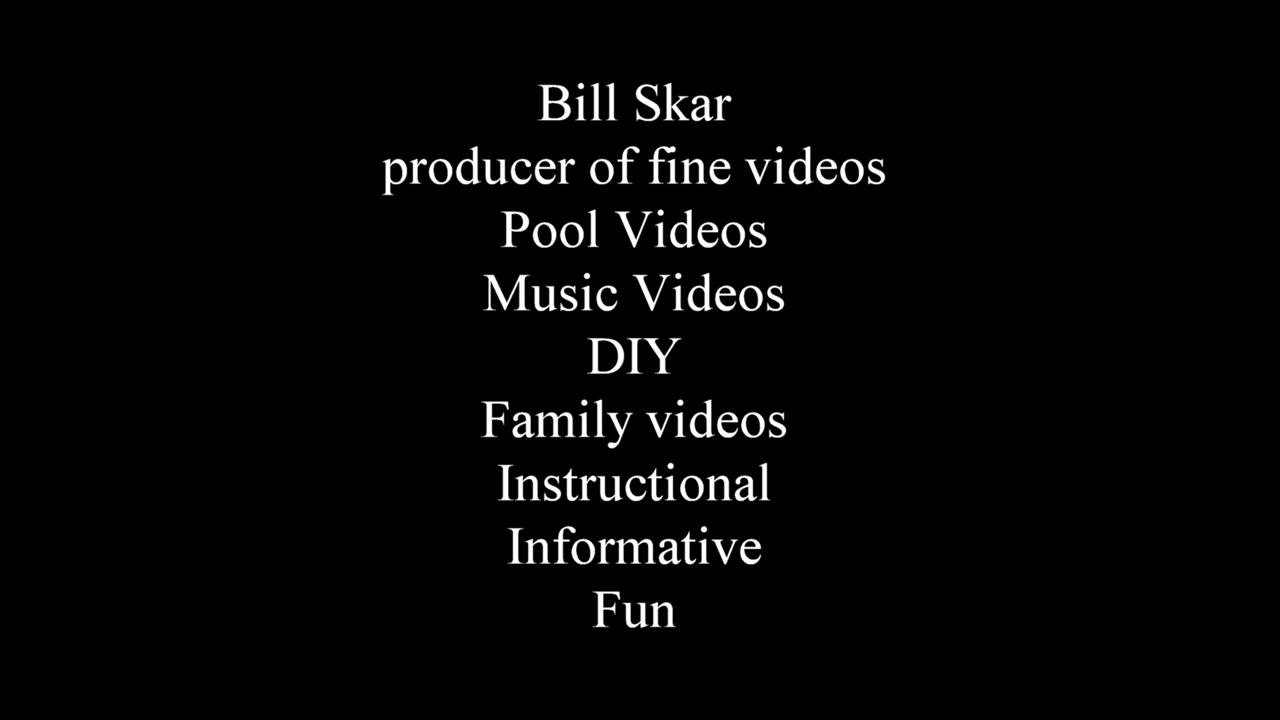 Bill Skar
producer of fine videos
Pool Videos
Music Videos
DIY
Family videos
Instructional
Informative
Fun